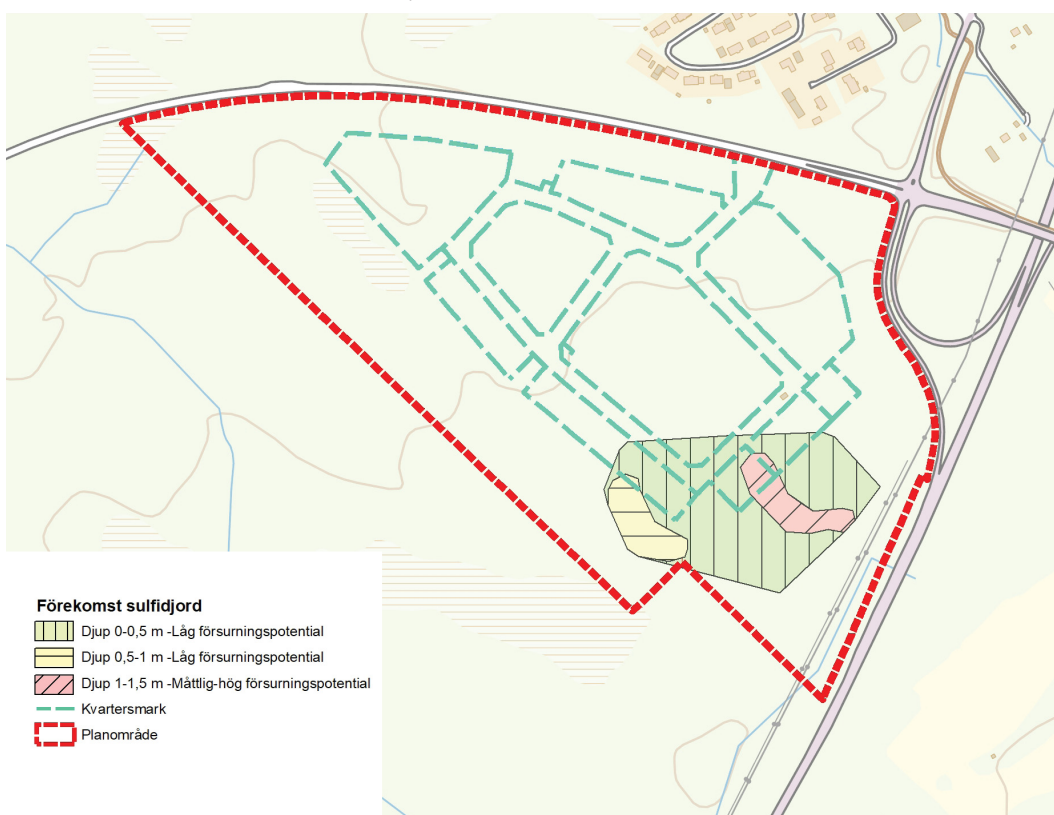 Förekomst sulfidjord
Djup 0-0,5 m -Låg försurningspotential
Djup 0,5-1 m -Låg försurningspotential
Djup 1-1,5 m -Måttlig-hög försurningspotential
Kvartersmark
Planområde